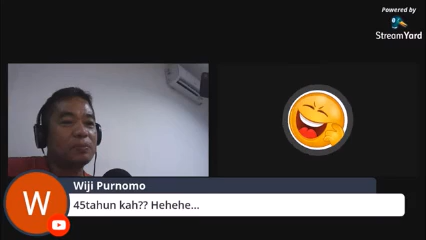 Powered by
StreamYard
Wiji Purnomo
W
45tahun kah?? Hehehe...